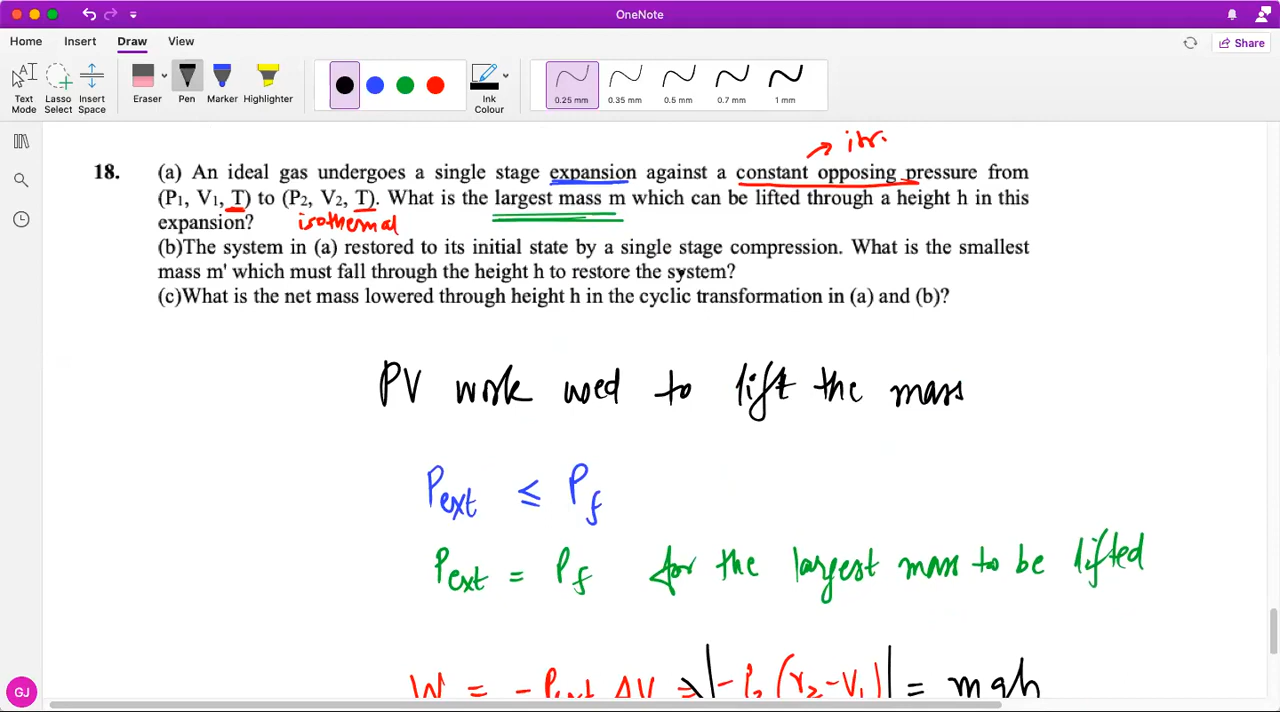 OneNote
Home Insert Draw View
Share
Text Mode
Lasso Select
Insert Space
Eraser
Pen
Marker
Highlighter
Ink Colour
0.25 mm
0.35 mm
0.5 mm
0.7 mm
1 mm
→ irr.
18. (a) An ideal gas undergoes a single stage expansion against a constant opposing pressure from
(P1, V1, T) to (P2, V2, T). What is the largest mass m which can be lifted through a height h in this
expansion? isothermal
(b)The system in (a) restored to its initial state by a single stage compression. What is the smallest
mass m' which must fall through the height h to restore the system?
(c)What is the net mass lowered through height h in the cyclic transformation in (a) and (b)?
PV work used to lift the mass
Pext ≤ Pf
Pext = Pf for the largest mass to be lifted
W = - Pext ΔV = |- P2 (V2 - V1)| = mgh
GJ